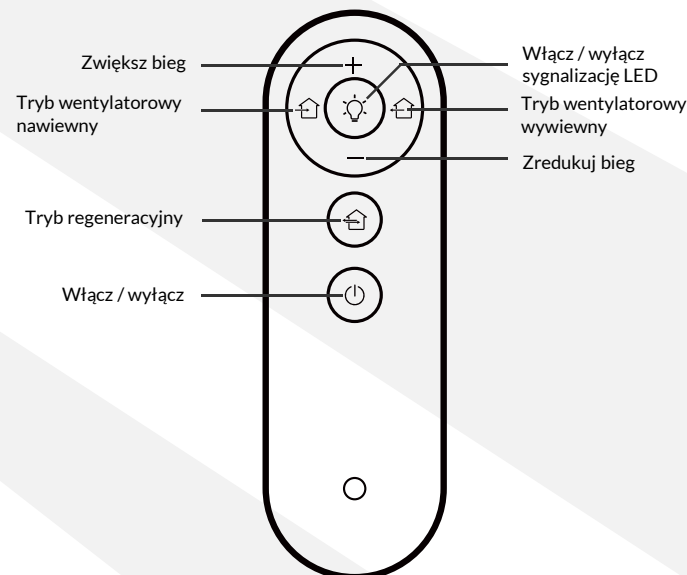 Zwiększ bieg
Włącz / wyłącz
sygnalizację LED
Tryb wentylatorowy
nawiewny
Tryb wentylatorowy
wywiewny
Zredukuj bieg
Tryb regeneracyjny
Włącz / wyłącz